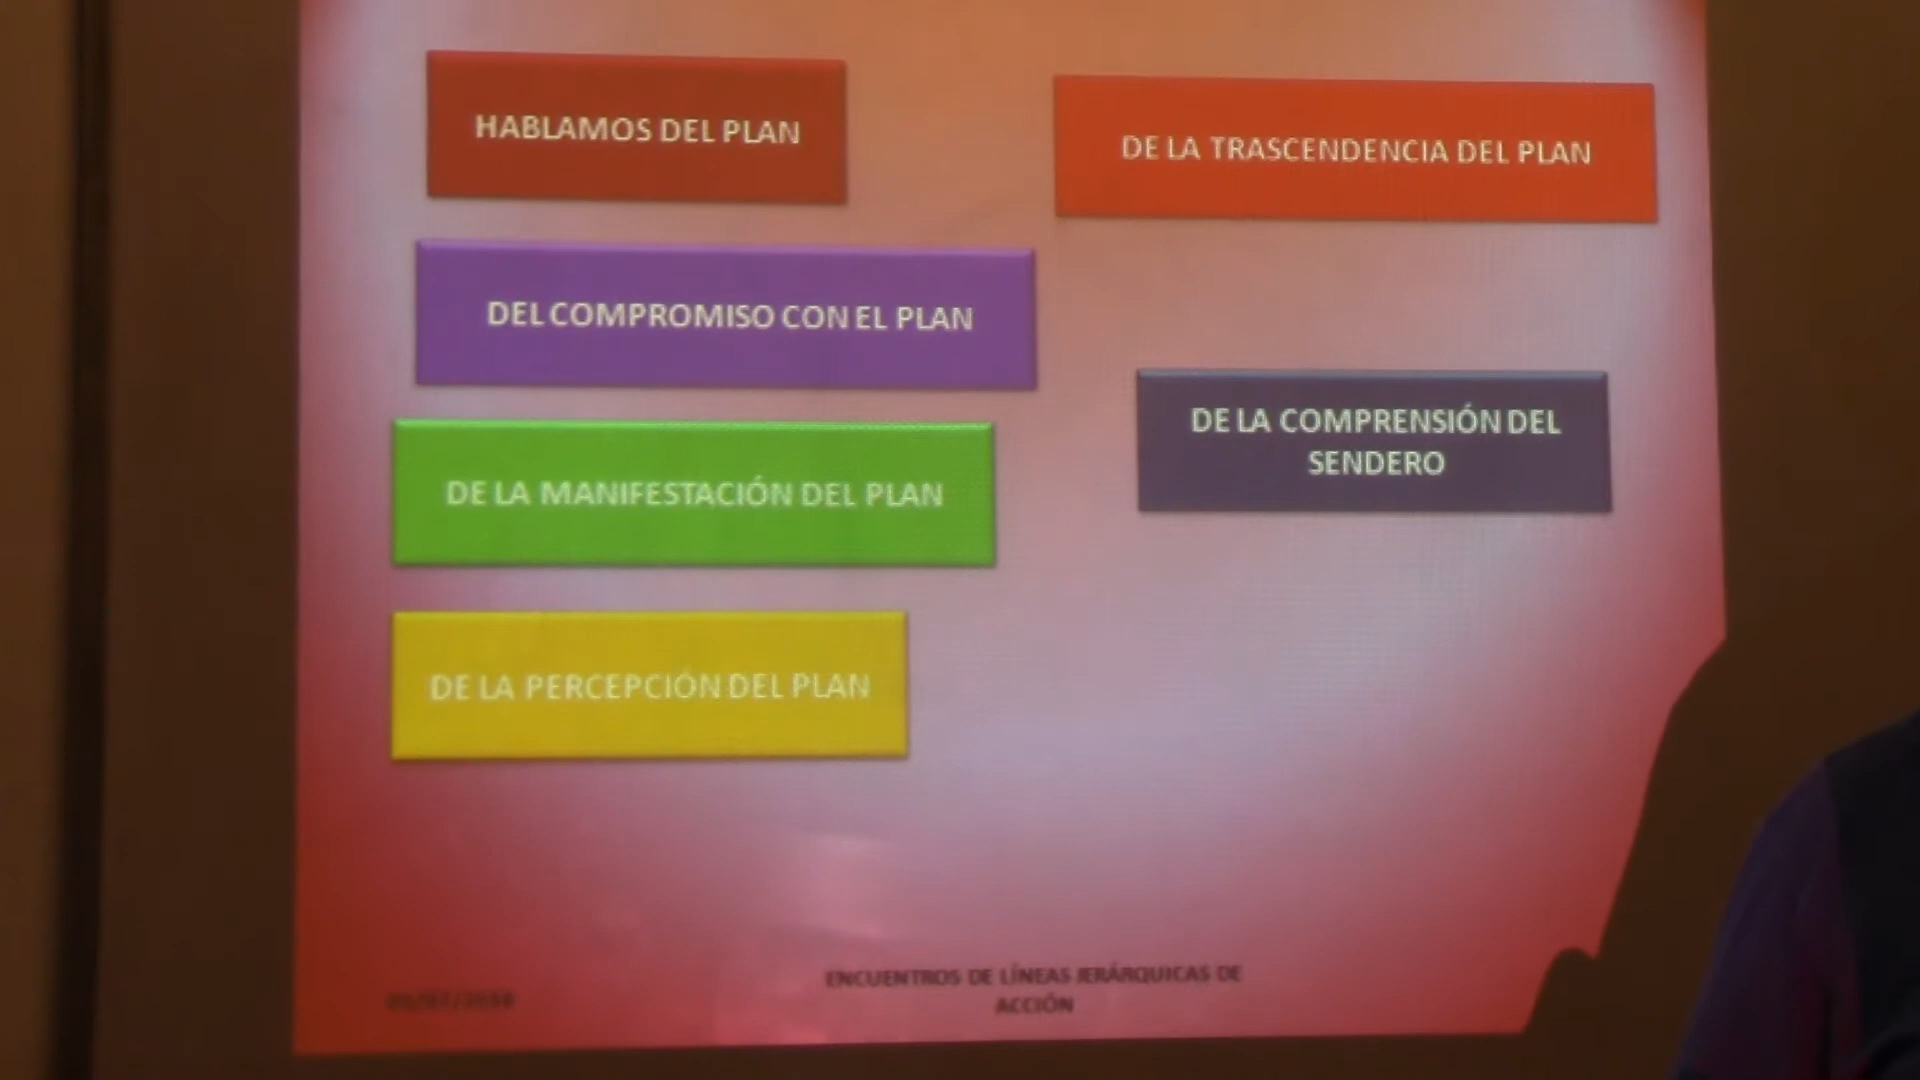 HABLAMOS DEL PLAN
DE LA TRASCENDENCIA DEL PLAN
DEL COMPROMISO CON EL PLAN
DE LA COMPRENSIÓN DEL
SENDERO
DE LA MANIFESTACIÓN DEL PLAN
DE LA PERCEPCIÓN DEL PLAN
ENCUENTROS DE LÍNEAS JERÁRQUICAS DE
ACCIÓN